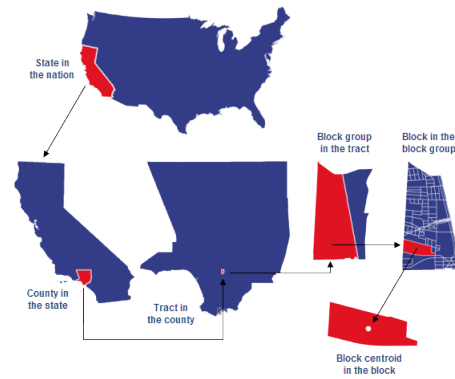 State in
the nation
Block group
in the tract
Block in the
block group
County in
the state
Tract in
the county
Block centroid
in the block